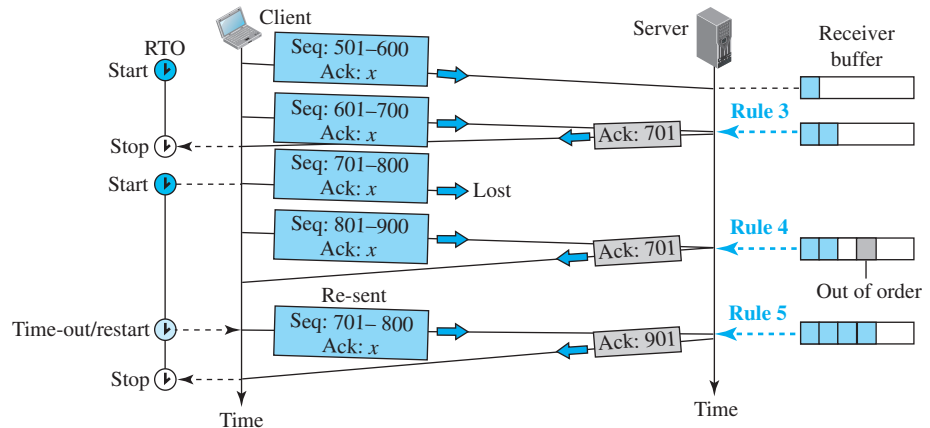 Client
Server
Receiver
buffer
RTO
Start
Seq: 501–600
Ack: x
Seq: 601–700
Ack: x
Rule 3
Ack: 701
Stop
Seq: 701–800
Ack: x
Start
Lost
Seq: 801–900
Ack: x
Rule 4
Ack: 701
Out of order
Re-sent
Time-out/restart
Seq: 701– 800
Ack: x
Rule 5
Ack: 901
Stop
Time
Time